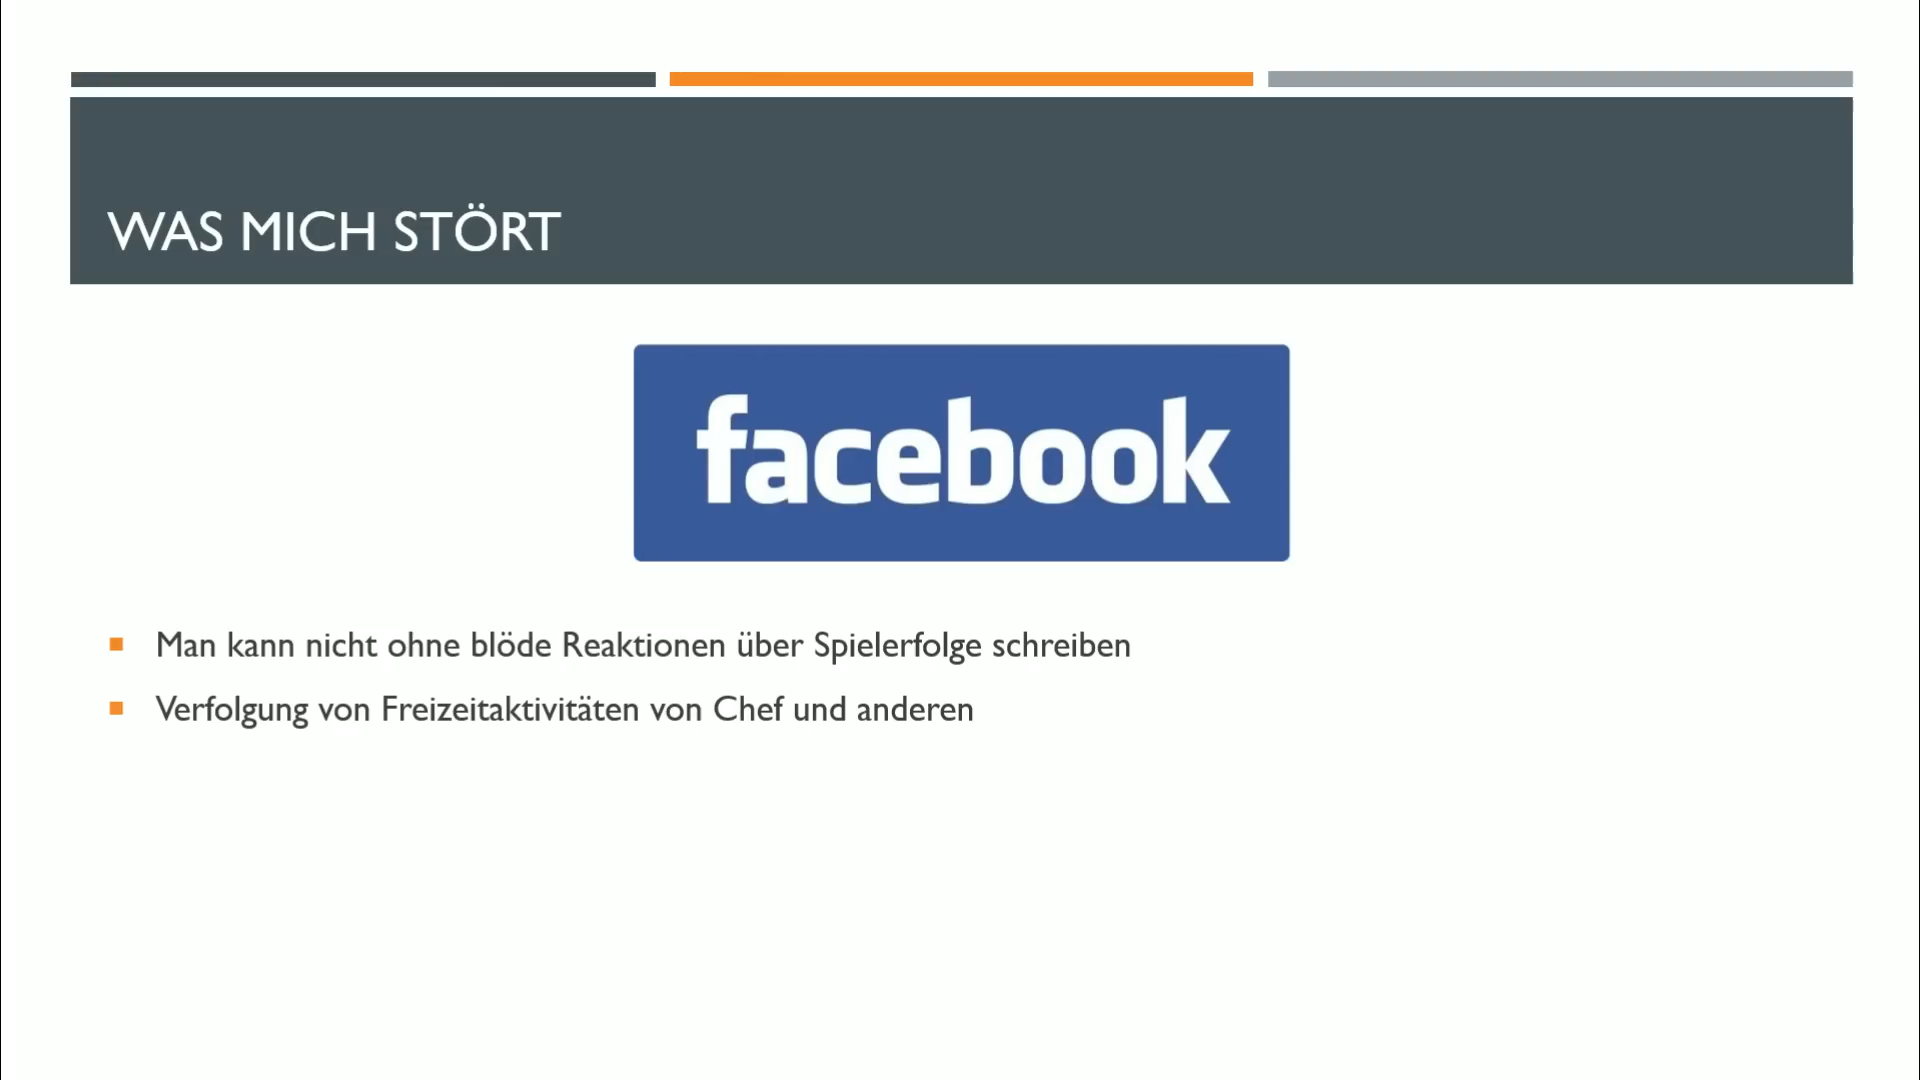 WAS MICH STÖRT
facebook
Man kann nicht ohne blöde Reaktionen über Spielerfolge schreiben
Verfolgung von Freizeitaktivitäten von Chef und anderen